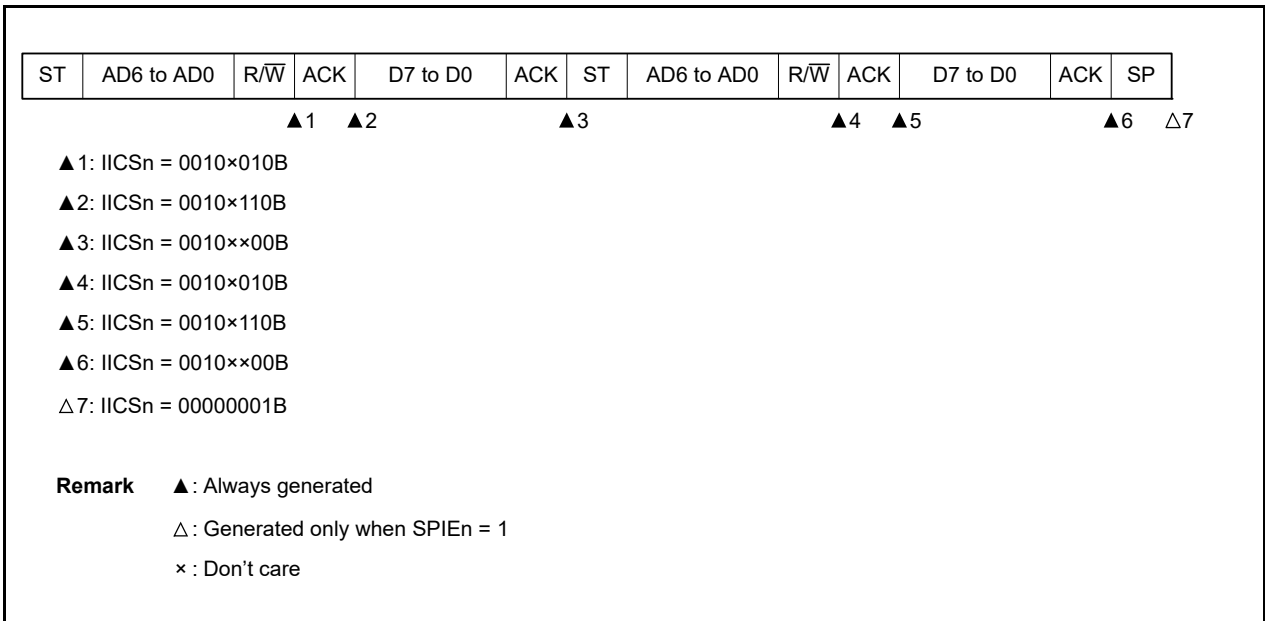 ST AD6 to AD0 R/W̅ ACK D7 to D0 ACK ST AD6 to AD0 R/W̅ ACK D7 to D0 ACK SP
▲1 ▲2 ▲3 ▲4 ▲5 ▲6 △7
▲1: IICSn = 0010×010B
▲2: IICSn = 0010×110B
▲3: IICSn = 0010××00B
▲4: IICSn = 0010×010B
▲5: IICSn = 0010×110B
▲6: IICSn = 0010××00B
△7: IICSn = 00000001B
Remark ▲: Always generated
△: Generated only when SPIEn = 1
× : Don’t care